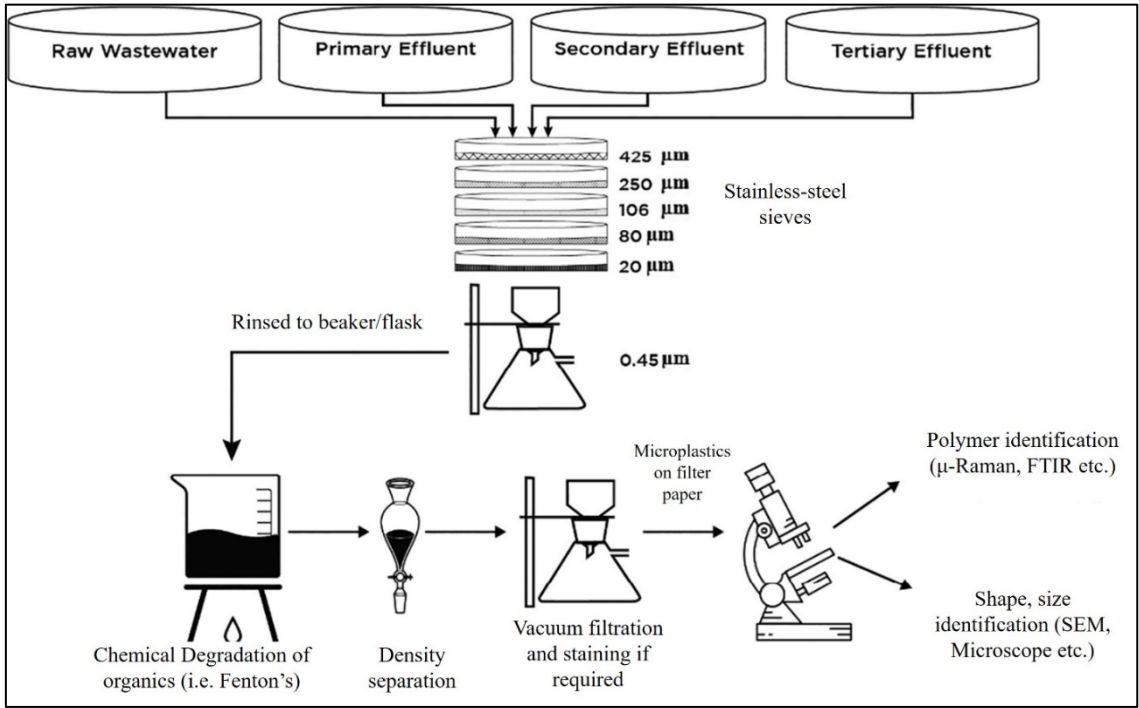 Raw Wastewater
Primary Effluent
Secondary Effluent
Tertiary Effluent
425 μm
250 μm
106 μm
80 μm
20 μm
Stainless-steel
sieves
Rinsed to beaker/flask
0.45 μm
Microplastics
on filter
paper
Polymer identification
(μ-Raman, FTIR etc.)
Shape, size
identification (SEM,
Microscope etc.)
Chemical Degradation of
organics (i.e. Fenton's)
Density
separation
Vacuum filtration
and staining if
required